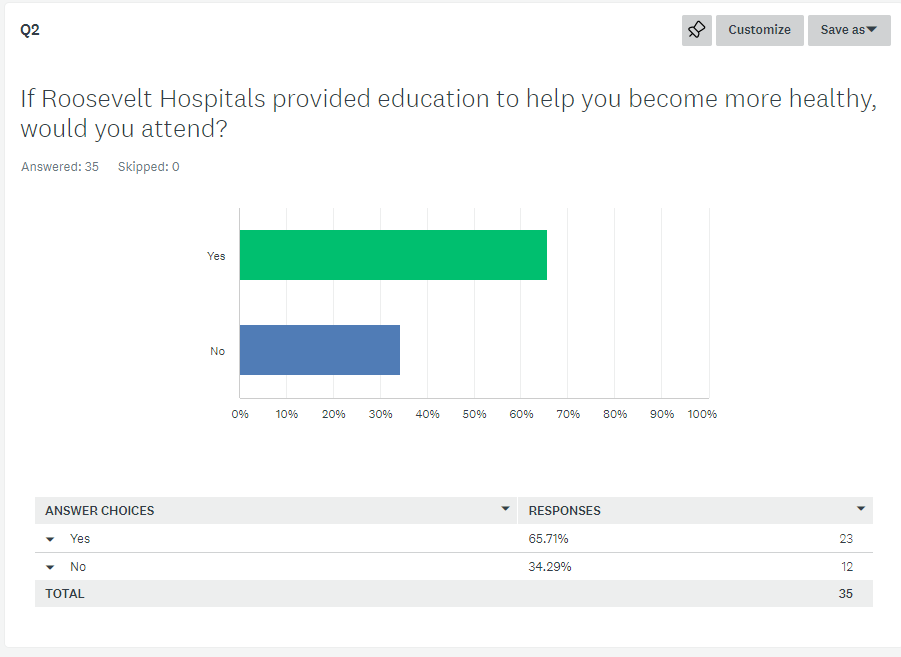 Q2
Customize
Save as
If Roosevelt Hospitals provided education to help you become more healthy,
would you attend?
Answered: 35 Skipped: 0
Yes
No
0% 10% 20% 30% 40% 50% 60% 70% 80% 90% 100%
ANSWER CHOICES RESPONSES
Yes 65.71% 23
No 34.29% 12
TOTAL 35